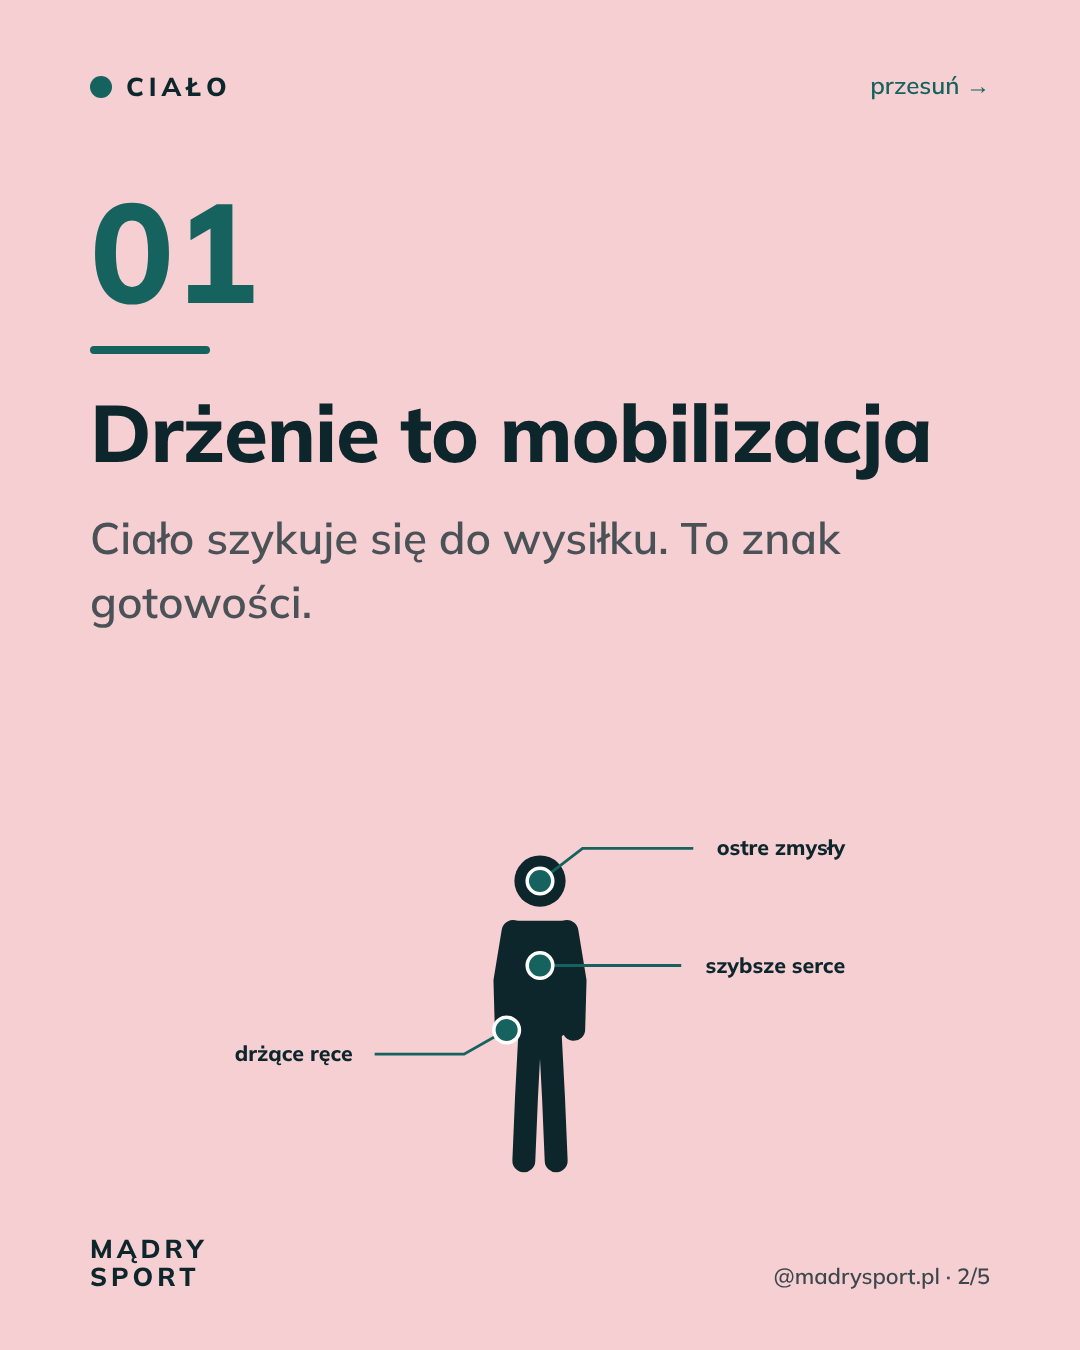 CIAŁO
przesuń →
01
Drżenie to mobilizacja
Ciało szykuje się do wysiłku. To znak
gotowości.
ostre zmysły
szybsze serce
drżące ręce
MĄDRY
SPORT
@madrysport.pl · 2/5